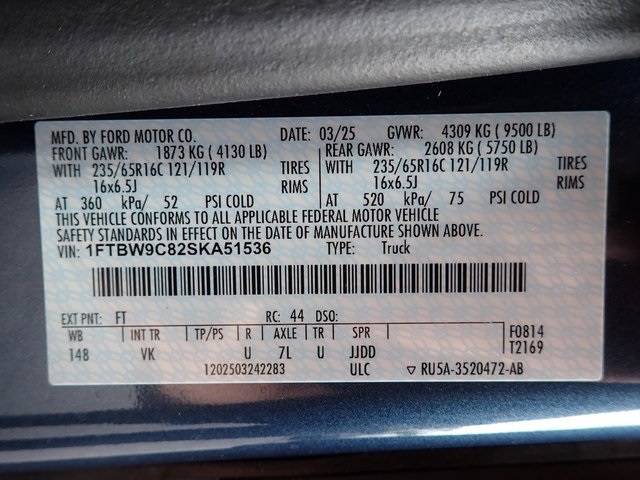 MFD. BY FORD MOTOR CO. DATE: 03/25 GVWR: 4309 KG (9500 LB)
FRONT GAWR: 1873 KG (4130 LB) REAR GAWR: 2608 KG (5750 LB)
WITH 235/65R16C 121/119R TIRES WITH 235/65R16C 121/119R TIRES
16x6.5J RIMS 16x6.5J RIMS
AT 360 kPa/ 52 PSI COLD AT 520 kPa/ 75 PSI COLD
THIS VEHICLE CONFORMS TO ALL APPLICABLE FEDERAL MOTOR VEHICLE
SAFETY STANDARDS IN EFFECT ON THE DATE OF MANUFACTURE SHOWN ABOVE.
VIN: 1FTBW9C82SKA51536 TYPE: Truck
EXT PNT: FT RC: 44 DSO:
WB INT TR TP/PS R AXLE TR SPR F0814
148 VK U 7L U JJDD T2169
1202503242283 ULC ▽ RU5A-3520472-AB